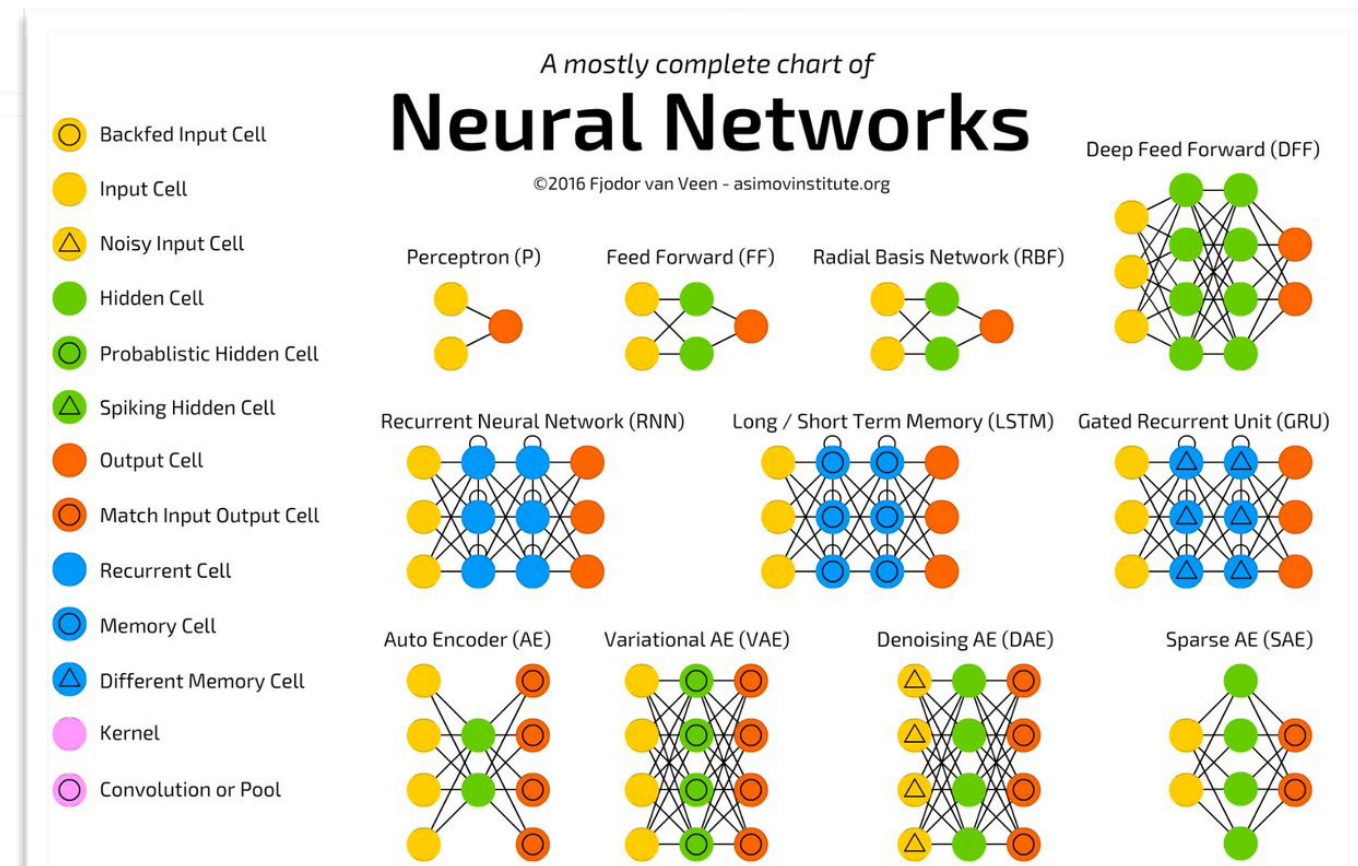 A mostly complete chart of
Neural Networks
©2016 Fjodor van Veen - asimovinstitute.org
Backfed Input Cell
Input Cell
Noisy Input Cell
Hidden Cell
Probablistic Hidden Cell
Spiking Hidden Cell
Output Cell
Match Input Output Cell
Recurrent Cell
Memory Cell
Different Memory Cell
Kernel
Convolution or Pool
Deep Feed Forward (DFF)
Perceptron (P)
Feed Forward (FF)
Radial Basis Network (RBF)
Recurrent Neural Network (RNN)
Long / Short Term Memory (LSTM)
Gated Recurrent Unit (GRU)
Auto Encoder (AE)
Variational AE (VAE)
Denoising AE (DAE)
Sparse AE (SAE)